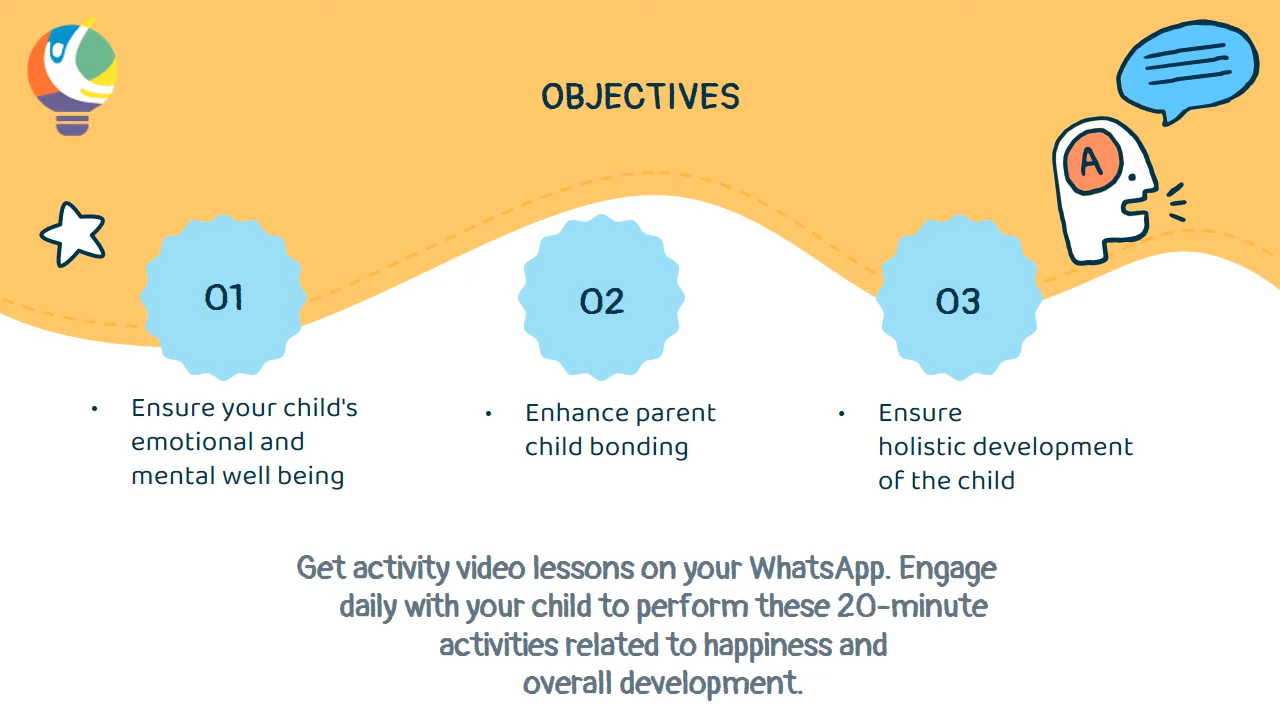 OBJECTIVES
A
01
02
03
• Ensure your child's
emotional and
mental well being
• Enhance parent
child bonding
• Ensure
holistic development
of the child
Get activity video lessons on your WhatsApp. Engage
daily with your child to perform these 20-minute
activities related to happiness and
overall development.